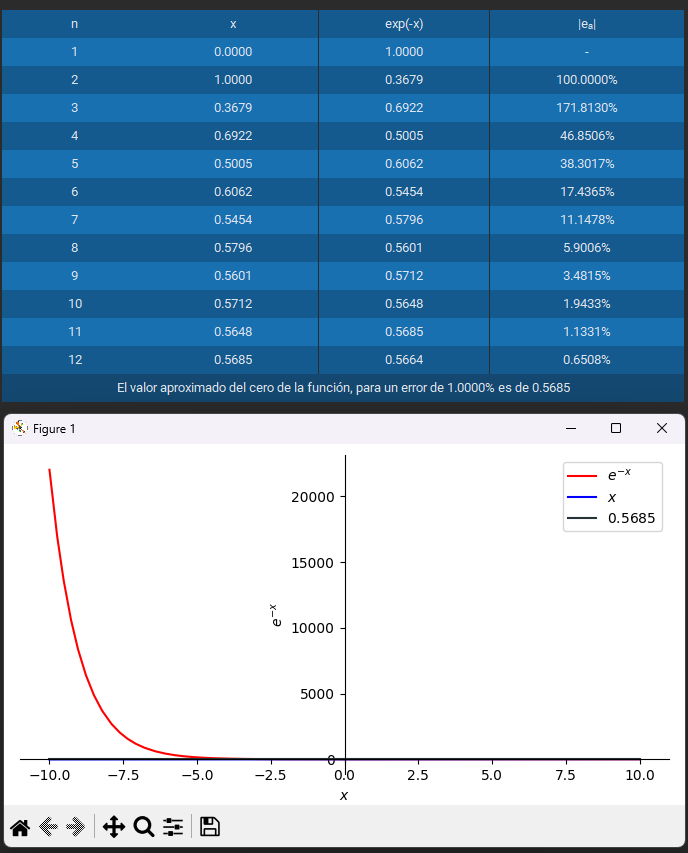 n x exp(-x) |eₐ|
1 0.0000 1.0000 -
2 1.0000 0.3679 100.0000%
3 0.3679 0.6922 171.8130%
4 0.6922 0.5005 46.8506%
5 0.5005 0.6062 38.3017%
6 0.6062 0.5454 17.4365%
7 0.5454 0.5796 11.1478%
8 0.5796 0.5601 5.9006%
9 0.5601 0.5712 3.4815%
10 0.5712 0.5648 1.9433%
11 0.5648 0.5685 1.1331%
12 0.5685 0.5664 0.6508%
El valor aproximado del cero de la función, para un error de 1.0000% es de 0.5685
Figure 1
e⁻ˣ
x
0.5685
20000
15000
10000
5000
0
e⁻ˣ
−10.0 −7.5 −5.0 −2.5 0.0 2.5 5.0 7.5 10.0
x